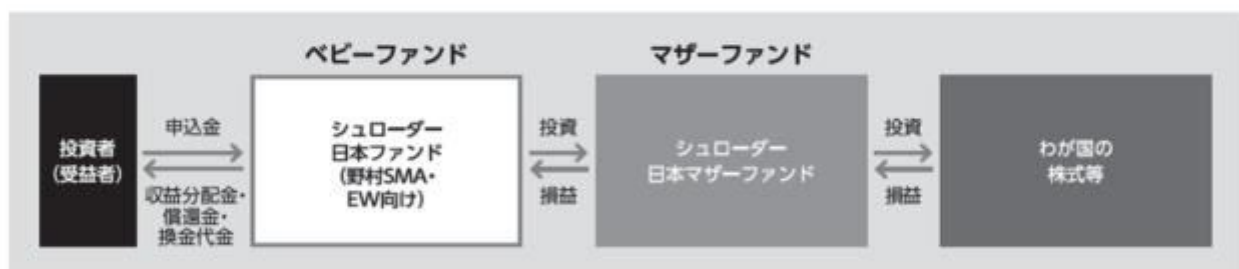 ベビーファンド
マザーファンド
投資者
(受益者)
申込金
収益分配金・
償還金・
換金代金
シュローダー
日本ファンド
(野村SMA・
EW向け)
投資
損益
シュローダー
日本マザーファンド
投資
損益
わが国の
株式等